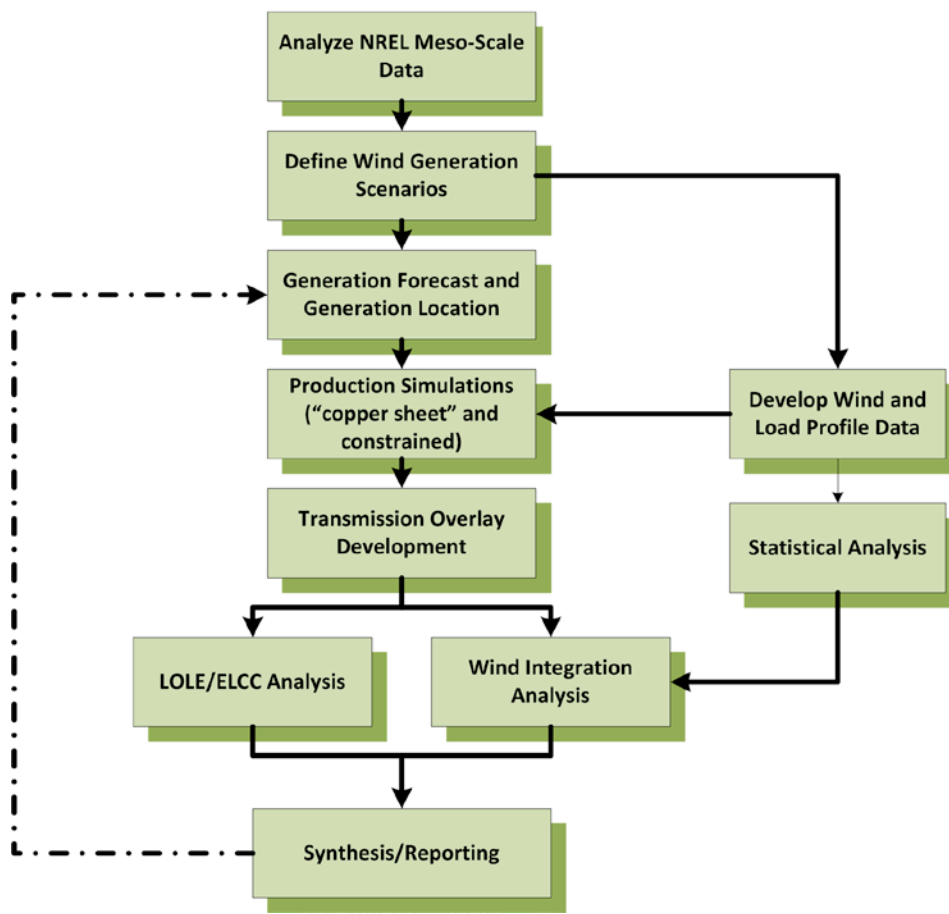 Analyze NREL Meso-Scale
Data
Define Wind Generation
Scenarios
Generation Forecast and
Generation Location
Production Simulations
(“copper sheet” and
constrained)
Develop Wind and
Load Profile Data
Transmission Overlay
Development
Statistical Analysis
LOLE/ELCC Analysis
Wind Integration
Analysis
Synthesis/Reporting